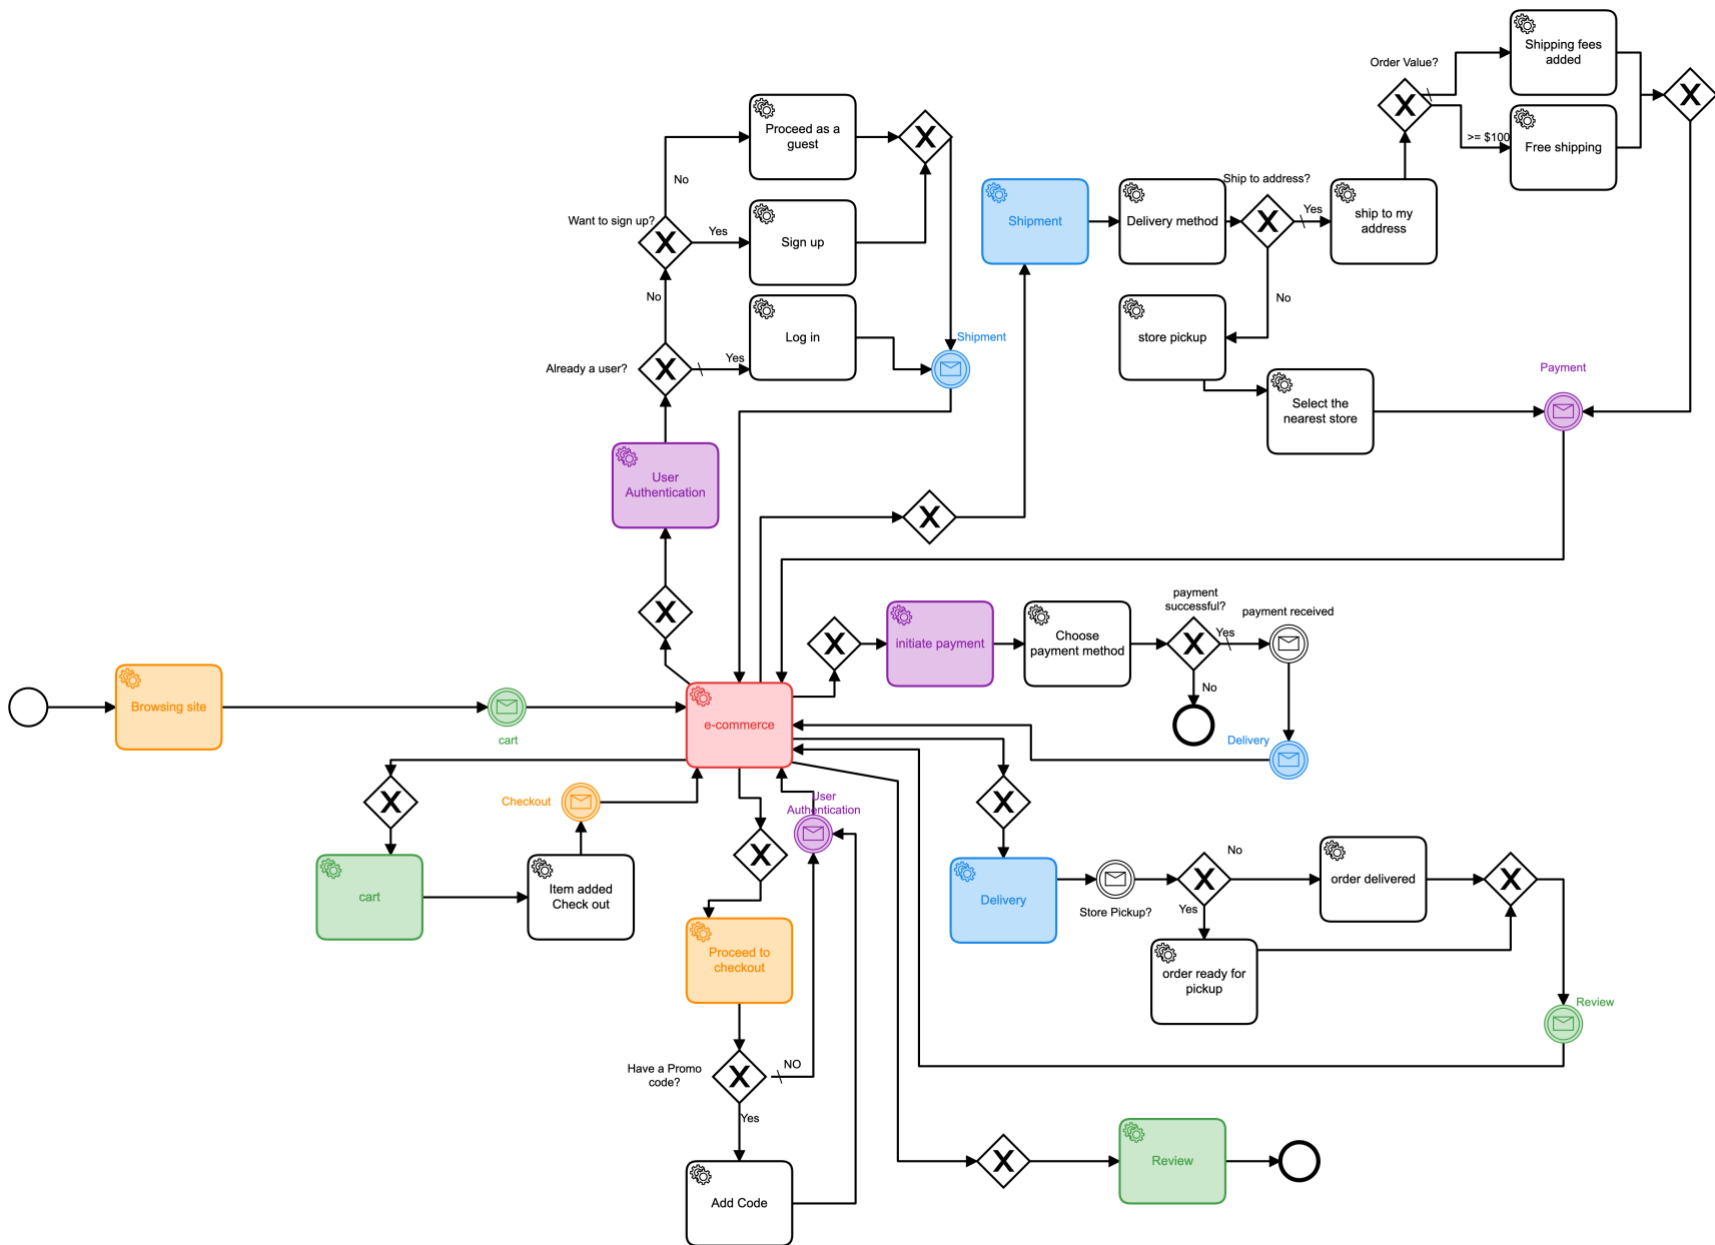 Shipping fees
added
Order Value?
>= $100
Free shipping
Proceed as a
guest
No
Want to sign up?
Yes
Sign up
No
Log in
Already a user?
Yes
Shipment
Shipment
Delivery method
Ship to address?
Yes
ship to my
address
No
store pickup
Select the
nearest store
Payment
User
Authentication
payment
successful?
payment received
initiate payment
Choose
payment method
Yes
No
Browsing site
cart
e-commerce
Delivery
Checkout
User
Authentication
cart
Item added
Check out
Delivery
Store Pickup?
No
Yes
order delivered
order ready for
pickup
Review
Proceed to
checkout
Have a Promo
code?
NO
Yes
Add Code
Review